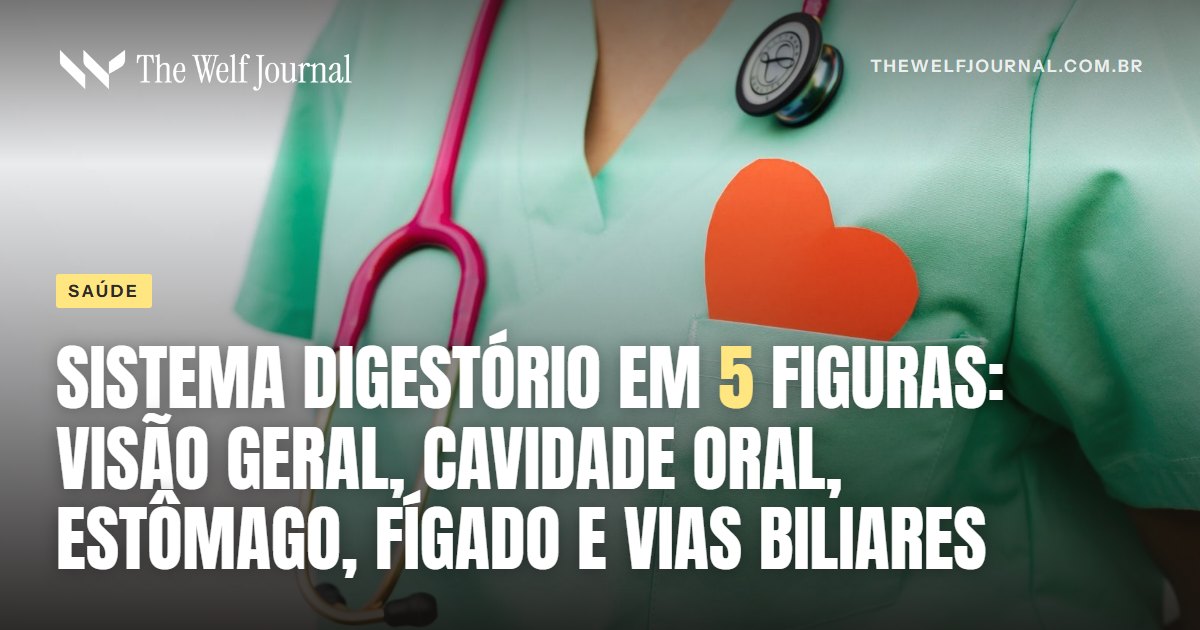 The Welf Journal
THEWELFJOURNAL.COM.BR
SAÚDE
SISTEMA DIGESTÓRIO EM 5 FIGURAS:
VISÃO GERAL, CAVIDADE ORAL,
ESTÔMAGO, FÍGADO E VIAS BILIARES